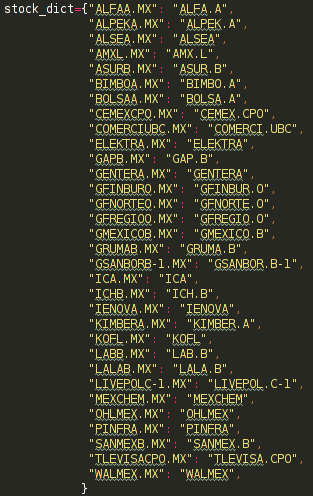 stock_dict={"ALFAA.MX": "ALFA.A",
"ALPEKA.MX": "ALPEK.A",
"ALSEA.MX": "ALSEA",
"AMXL.MX": "AMX.L",
"ASURB.MX": "ASUR.B",
"BIMBOA.MX": "BIMBO.A",
"BOLSAA.MX": "BOLSA.A",
"CEMEXCPO.MX": "CEMEX.CPO",
"COMERCIUBC.MX": "COMERCI.UBC",
"ELEKTRA.MX": "ELEKTRA",
"GAPB.MX": "GAP.B",
"GENTERA.MX": "GENTERA",
"GFINBURO.MX": "GFINBUR.O",
"GFNORTEO.MX": "GFNORTE.O",
"GFREGIOO.MX": "GFREGIO.O",
"GMEXICOB.MX": "GMEXICO.B",
"GRUMAB.MX": "GRUMA.B",
"GSANBORB-1.MX": "GSANBOR.B-1",
"ICA.MX": "ICA",
"ICHB.MX": "ICH.B",
"IENOVA.MX": "IENOVA",
"KIMBERA.MX": "KIMBER.A",
"KOFL.MX": "KOFL",
"LABB.MX": "LAB.B",
"LALAB.MX": "LALA.B",
"LIVEPOLC-1.MX": "LIVEPOL.C-1",
"MEXCHEM.MX": "MEXCHEM",
"OHLMEX.MX": "OHLMEX",
"PINFRA.MX": "PINFRA",
"SANMEXB.MX": "SANMEX.B",
"TLEVISACPO.MX": "TLEVISA.CPO",
"WALMEX.MX": "WALMEX",
}